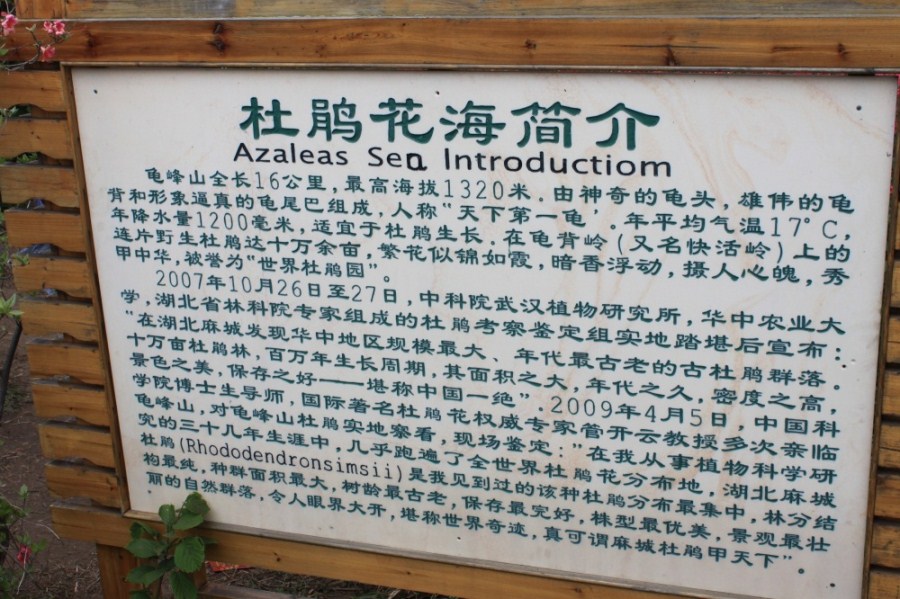 杜鹃花海简介
Azaleas Sea Introductiom
龟峰山全长16公里，最高海拔1320米．由神奇的龟头，雄伟的龟
背和形象逼真的龟尾巴组成，人称“天下第一龟’。年平均气温17°C，
年降水量1200毫米，适宜于杜鹃生长．在龟背岭(又名快活岭)上的
连片野生杜鹃达十万余亩，繁花似锦如霞，暗香浮动，摄人心魄，秀
甲中华，被誉为“世界杜鹃园”。
2007年10月26日至27日，中科院武汉植物研究所，华中农业大
学，湖北省林科院专家组成的杜鹃考察鉴定组实地踏堪后宣布：
“在湖北麻城发现华中地区规模最大、年代最古老的古杜鹃群落。
十万亩杜鹃林，百万年生长周期，其面积之大，年代之久，密度之高，
景色之美，保存之好——堪称中国一绝”．2009年4月5日，中国科
学院博士生导师，国际著名杜鹃花权威专家管开云教授多次亲临
龟峰山，对龟峰山杜鹃实地察看，现场鉴定：“在我从事植物科学研
究的三十几年生涯中，几乎跑遍了全世界杜鹃花分布地，湖北麻城
杜鹃(Rhododendronsimsii)是我见到过的该种杜鹃分布最集中，林分结
构最纯，种群面积最大，树龄最古老，保存最完好，株型最优美，景观最壮
丽的自然群落，令人眼界大开，堪称世界奇迹，真可谓麻城杜鹃甲天下”。